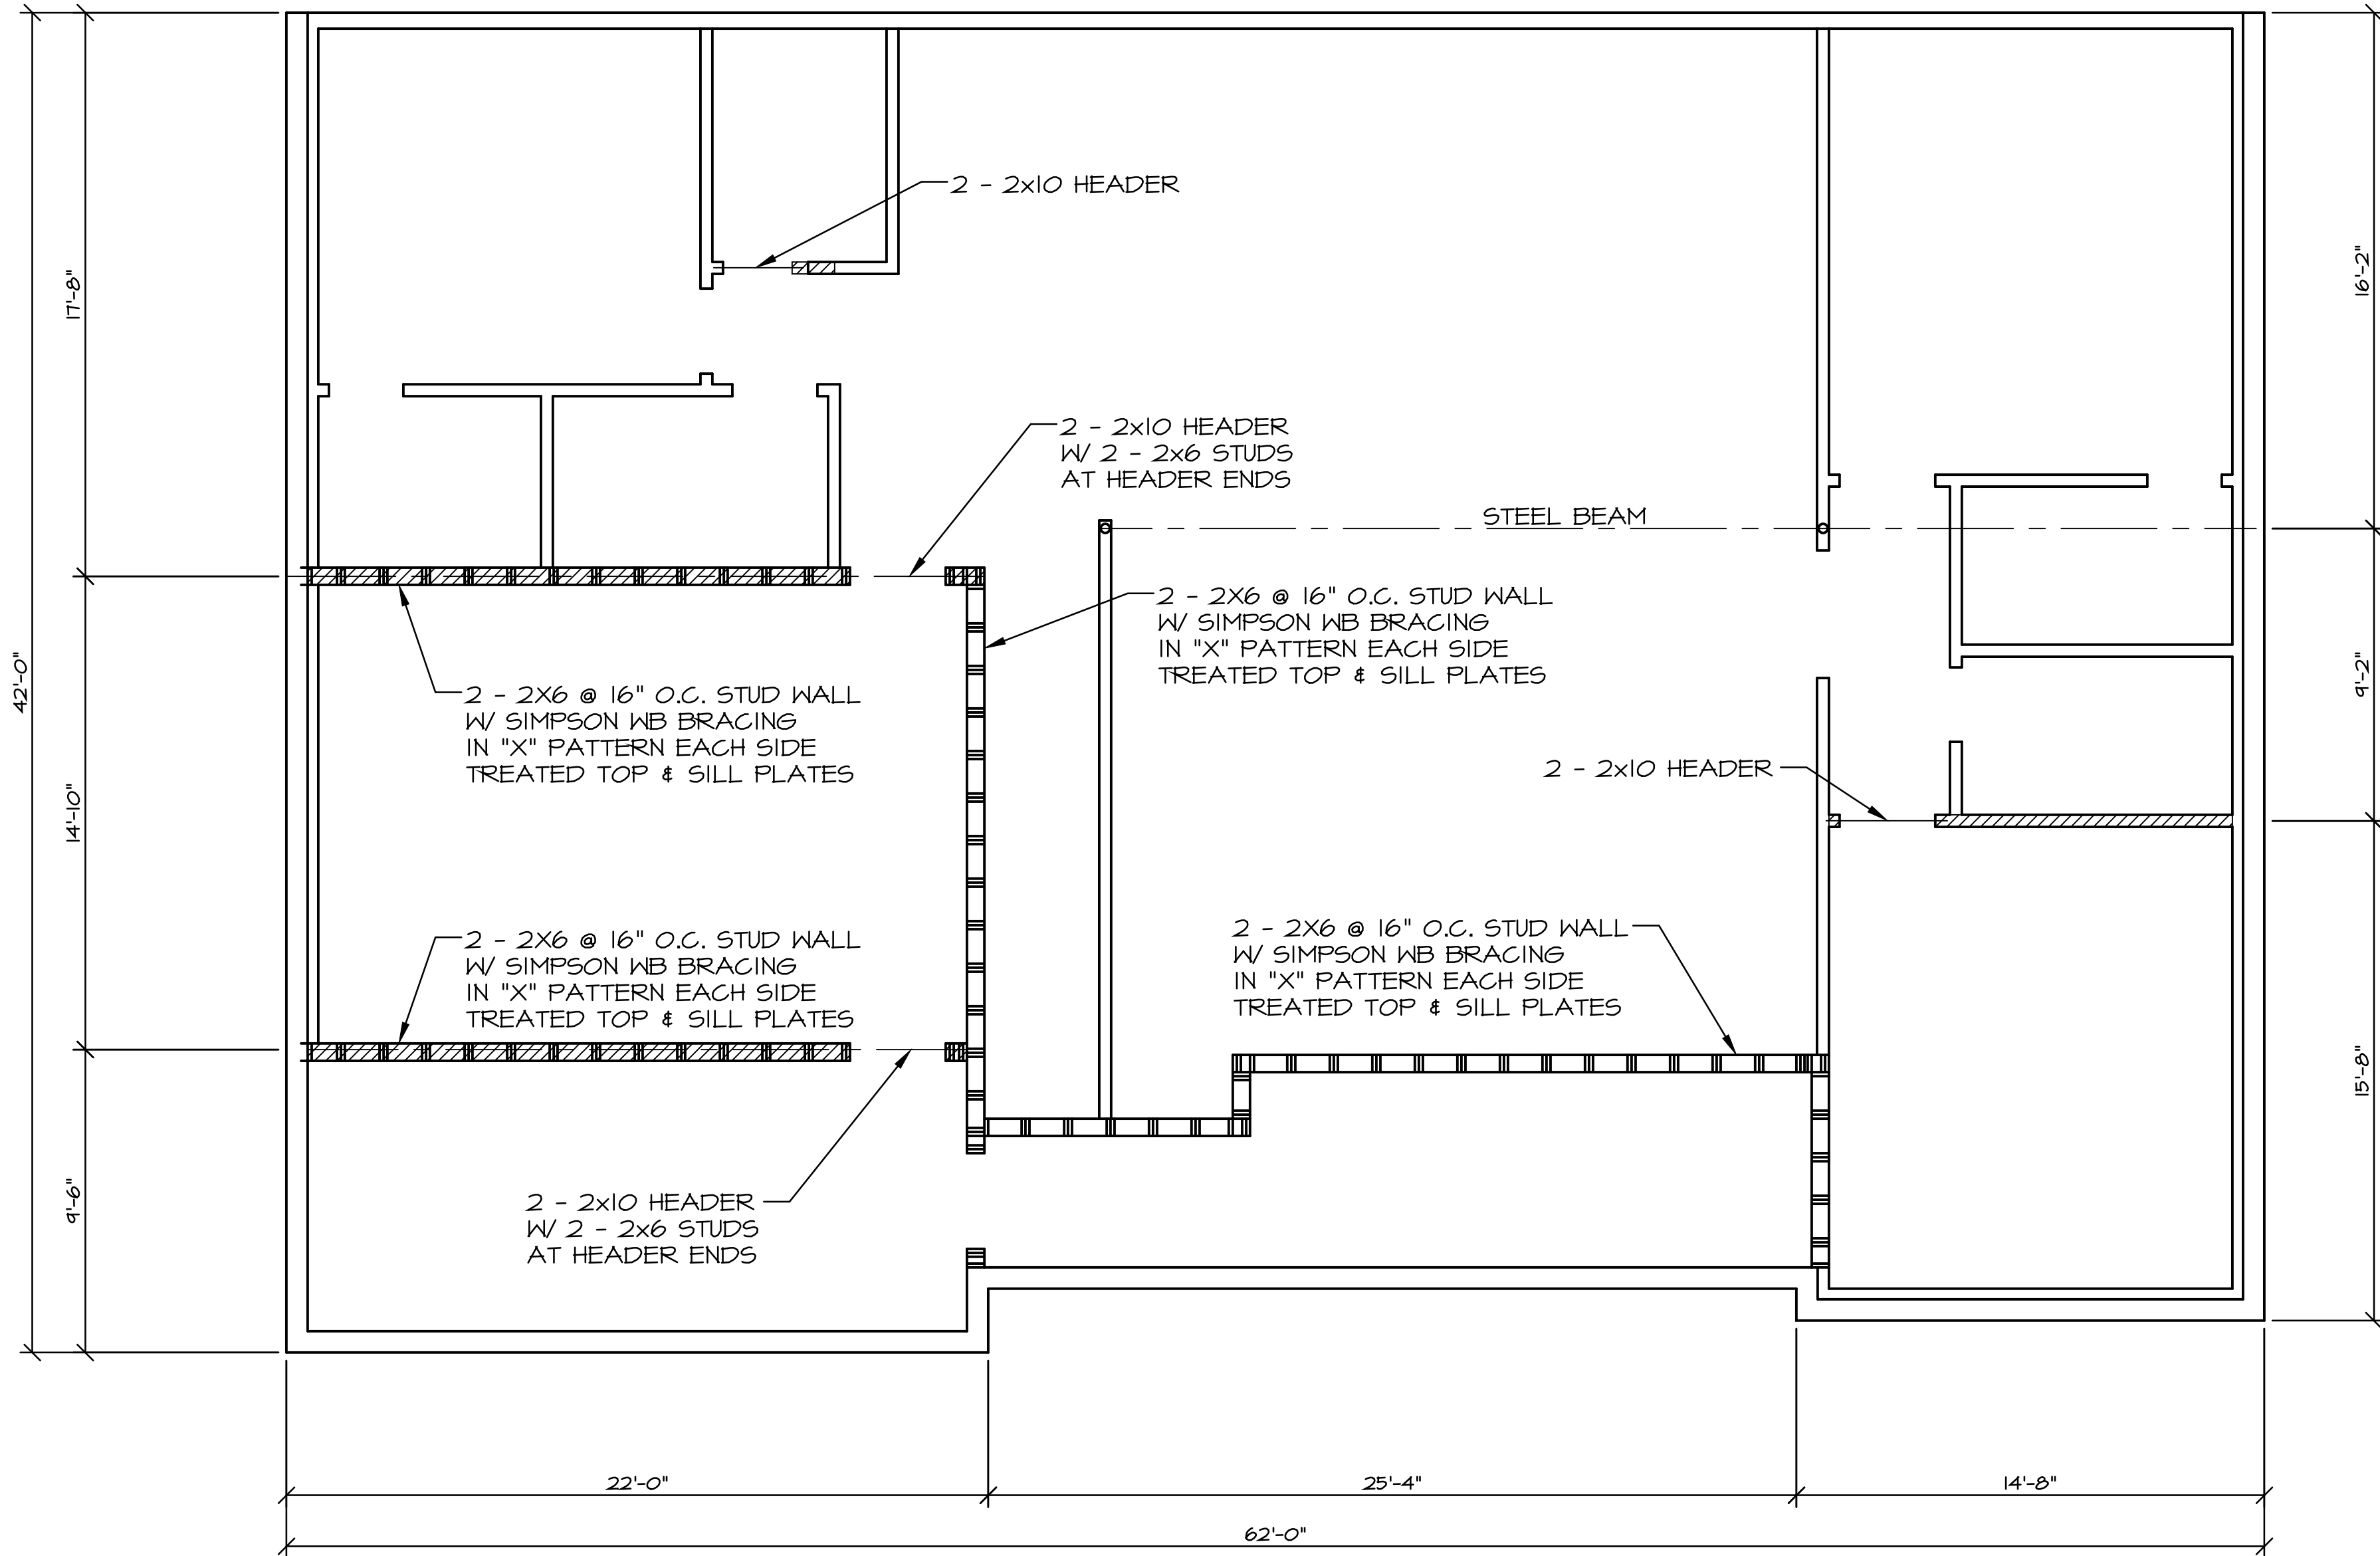 2 - 2x10 HEADER
17'-8"
16'-2"
2 - 2x10 HEADER
W/ 2 - 2x6 STUDS
AT HEADER ENDS
STEEL BEAM
2 - 2X6 @ 16" O.C. STUD WALL
W/ SIMPSON WB BRACING
IN "X" PATTERN EACH SIDE
TREATED TOP & SILL PLATES
42'-0"
9'-2"
2 - 2X6 @ 16" O.C. STUD WALL
W/ SIMPSON WB BRACING
IN "X" PATTERN EACH SIDE
TREATED TOP & SILL PLATES
2 - 2x10 HEADER
14'-10"
2 - 2X6 @ 16" O.C. STUD WALL
W/ SIMPSON WB BRACING
IN "X" PATTERN EACH SIDE
TREATED TOP & SILL PLATES
2 - 2X6 @ 16" O.C. STUD WALL
W/ SIMPSON WB BRACING
IN "X" PATTERN EACH SIDE
TREATED TOP & SILL PLATES
15'-8"
9'-6"
2 - 2x10 HEADER
W/ 2 - 2x6 STUDS
AT HEADER ENDS
22'-0"
25'-4"
14'-8"
62'-0"